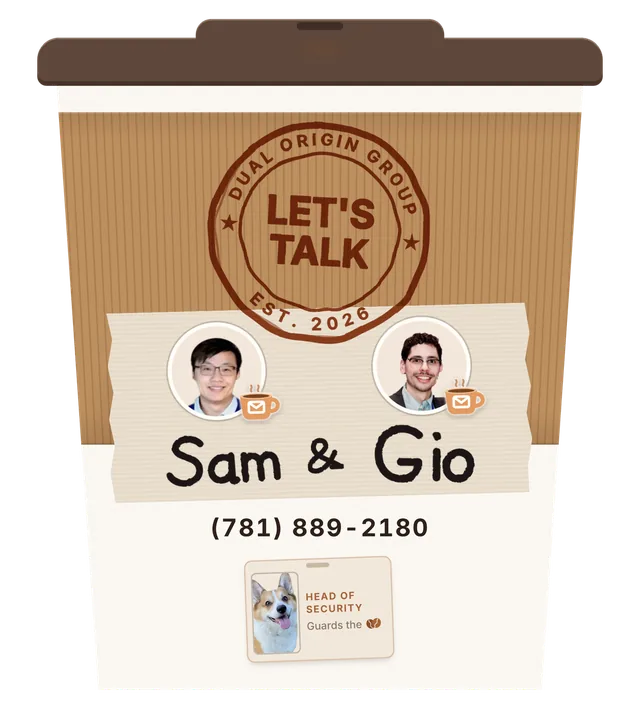 DUAL ORIGIN GROUP
LET'S
TALK
EST. 2026
Sam & Gio
(781) 889-2180
HEAD OF
SECURITY
Guards the